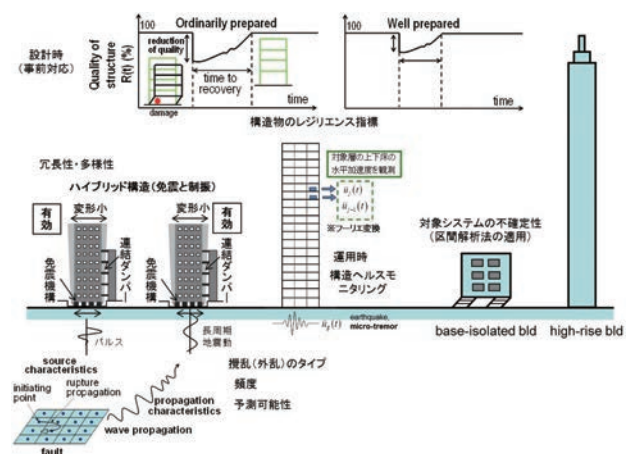 設計時
(事前対応)
Quality of
structure
R(t) (%)
100
Ordinarily prepared
reduction
of quality
time to
recovery
damage
time
100
Well prepared
time
構造物のレジリエンス指標
冗長性・多様性
ハイブリッド構造(免震と制振)
有効
変形小
連結ダンパー
免震機構
変形小
有効
連結ダンパー
免震機構
パルス
長周期
地震動
対象層の上下床の
水平加速度を観測
※フーリエ変換
運用時
構造ヘルスモ
ニタリング
earthquake,
micro-tremor
対象システムの不確定性
(区間解析法の適用)
base-isolated bld
high-rise bld
source
characteristics
initiating
point
rupture
propagation
propagation
characteristics
wave propagation
fault
擾乱(外乱)のタイプ
頻度
予測可能性